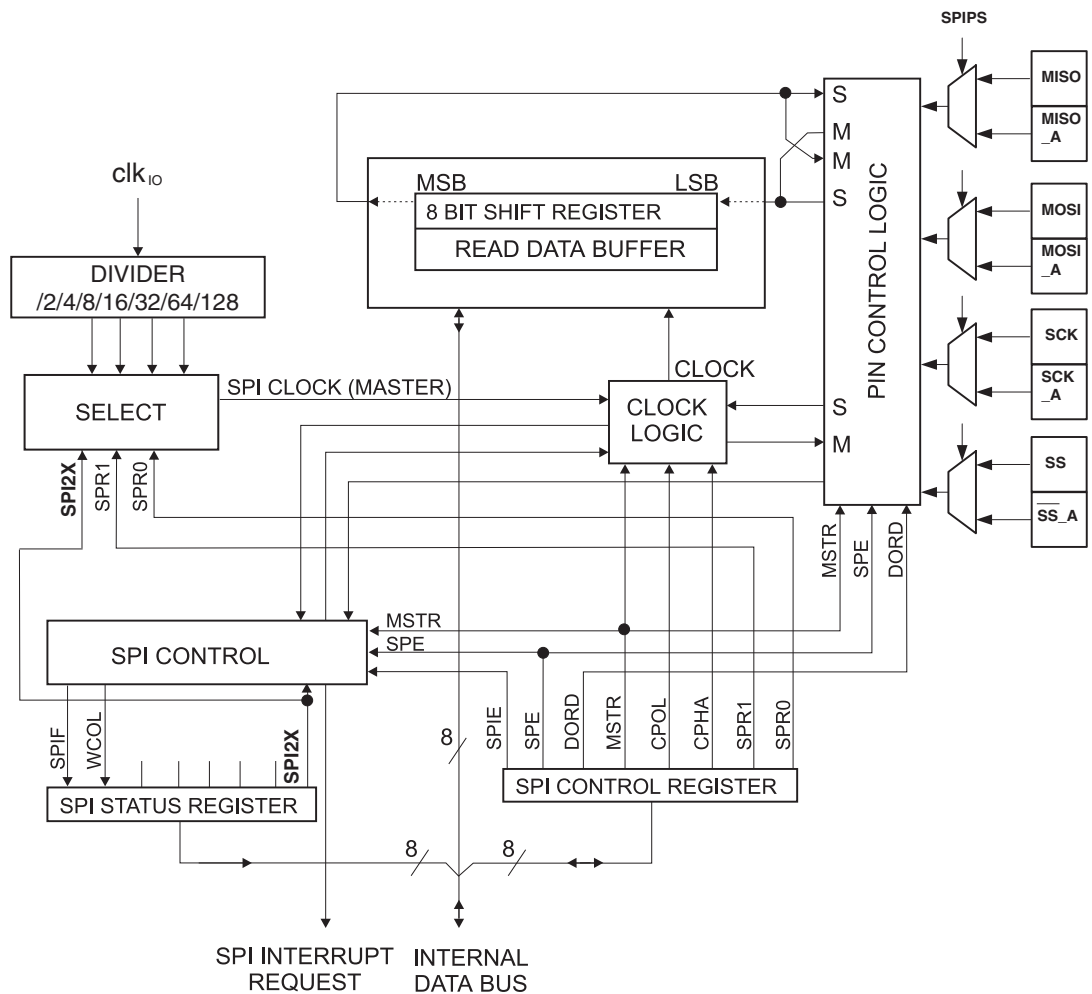 SPIPS
MISO
MISO
_A
MOSI
MOSI
_A
SCK
SCK
_A
SS
SS_A
S
M
M
S
S
M
PIN CONTROL LOGIC
clk IO
DIVIDER
/2/4/8/16/32/64/128
MSB
LSB
8 BIT SHIFT REGISTER
READ DATA BUFFER
SELECT
SPI CLOCK (MASTER)
CLOCK
CLOCK
LOGIC
SPI2X
SPR1
SPR0
MSTR
SPE
DORD
SPI CONTROL
MSTR
SPE
SPIF
WCOL
SPI2X
8
SPIE
SPE
DORD
MSTR
CPOL
CPHA
SPR1
SPR0
SPI STATUS REGISTER
SPI CONTROL REGISTER
8
8
SPI INTERRUPT
REQUEST
INTERNAL
DATA BUS